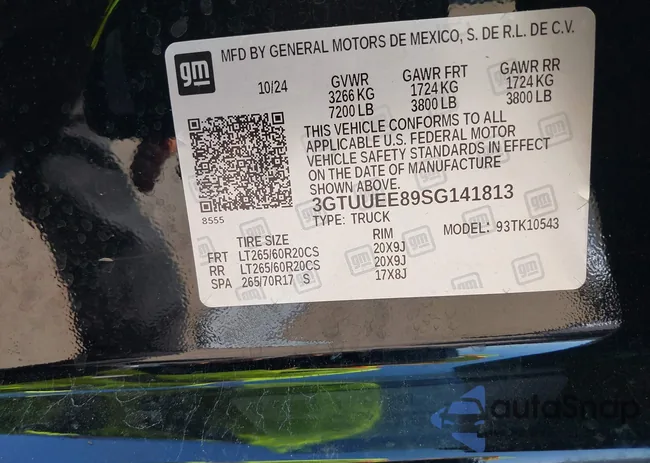 gm
MFD BY GENERAL MOTORS DE MEXICO, S. DE R.L. DE C.V.
10/24 GVWR GAWR FRT GAWR RR
3266 KG 1724 KG 1724 KG
7200 LB 3800 LB 3800 LB
THIS VEHICLE CONFORMS TO ALL
APPLICABLE U.S. FEDERAL MOTOR
VEHICLE SAFETY STANDARDS IN EFFECT
ON THE DATE OF MANUFACTURE
SHOWN ABOVE.
8555
3GTUUEE89SG141813
TYPE: TRUCK MODEL: 93TK10543
TIRE SIZE RIM
FRT LT265/60R20CS 20X9J
RR LT265/60R20CS 20X9J
SPA 265/70R17 S 17X8J
autoSnap